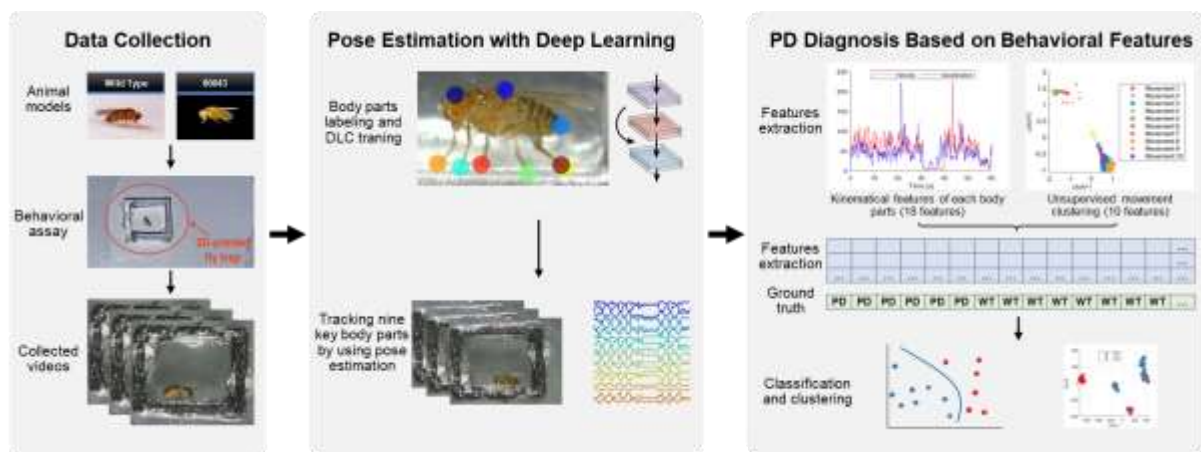 Data Collection
Animal
models
Wild Type
Behavioral
assay
3D-printed
fly trap
Collected
videos
Pose Estimation with Deep Learning
Body parts
labeling and
DLC traning
Tracking nine
key body parts
by using pose
estimation
PD Diagnosis Based on Behavioral Features
Features
extraction
Time (s)
Kinematical features of each body
parts (18 features)
Movement 1
Movement 2
Movement 3
Movement 4
Movement 5
Movement 6
Movement 7
Movement 8
Movement 9
Movement 10
Unsupervised movement
clustering (10 features)
Features
extraction
... 
...
... ... ... ... ... ... ... ... ... ... ... ... ... ...
Ground
truth
PD PD PD PD PD PD WT WT WT WT WT WT WT ...
Classification
and clustering